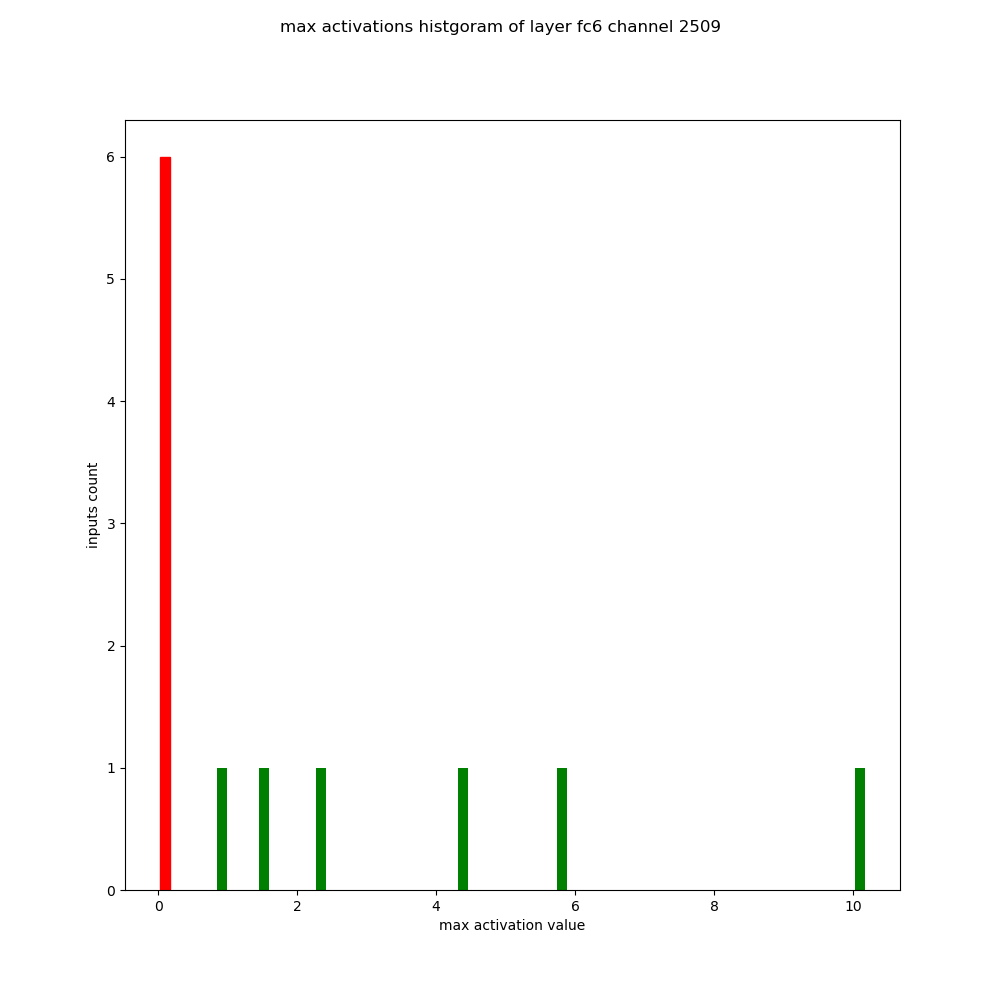 max activations histgoram of layer fc6 channel 2509
6
5
4
3
2
1
0
inputs count
0 2 4 6 8 10
max activation value